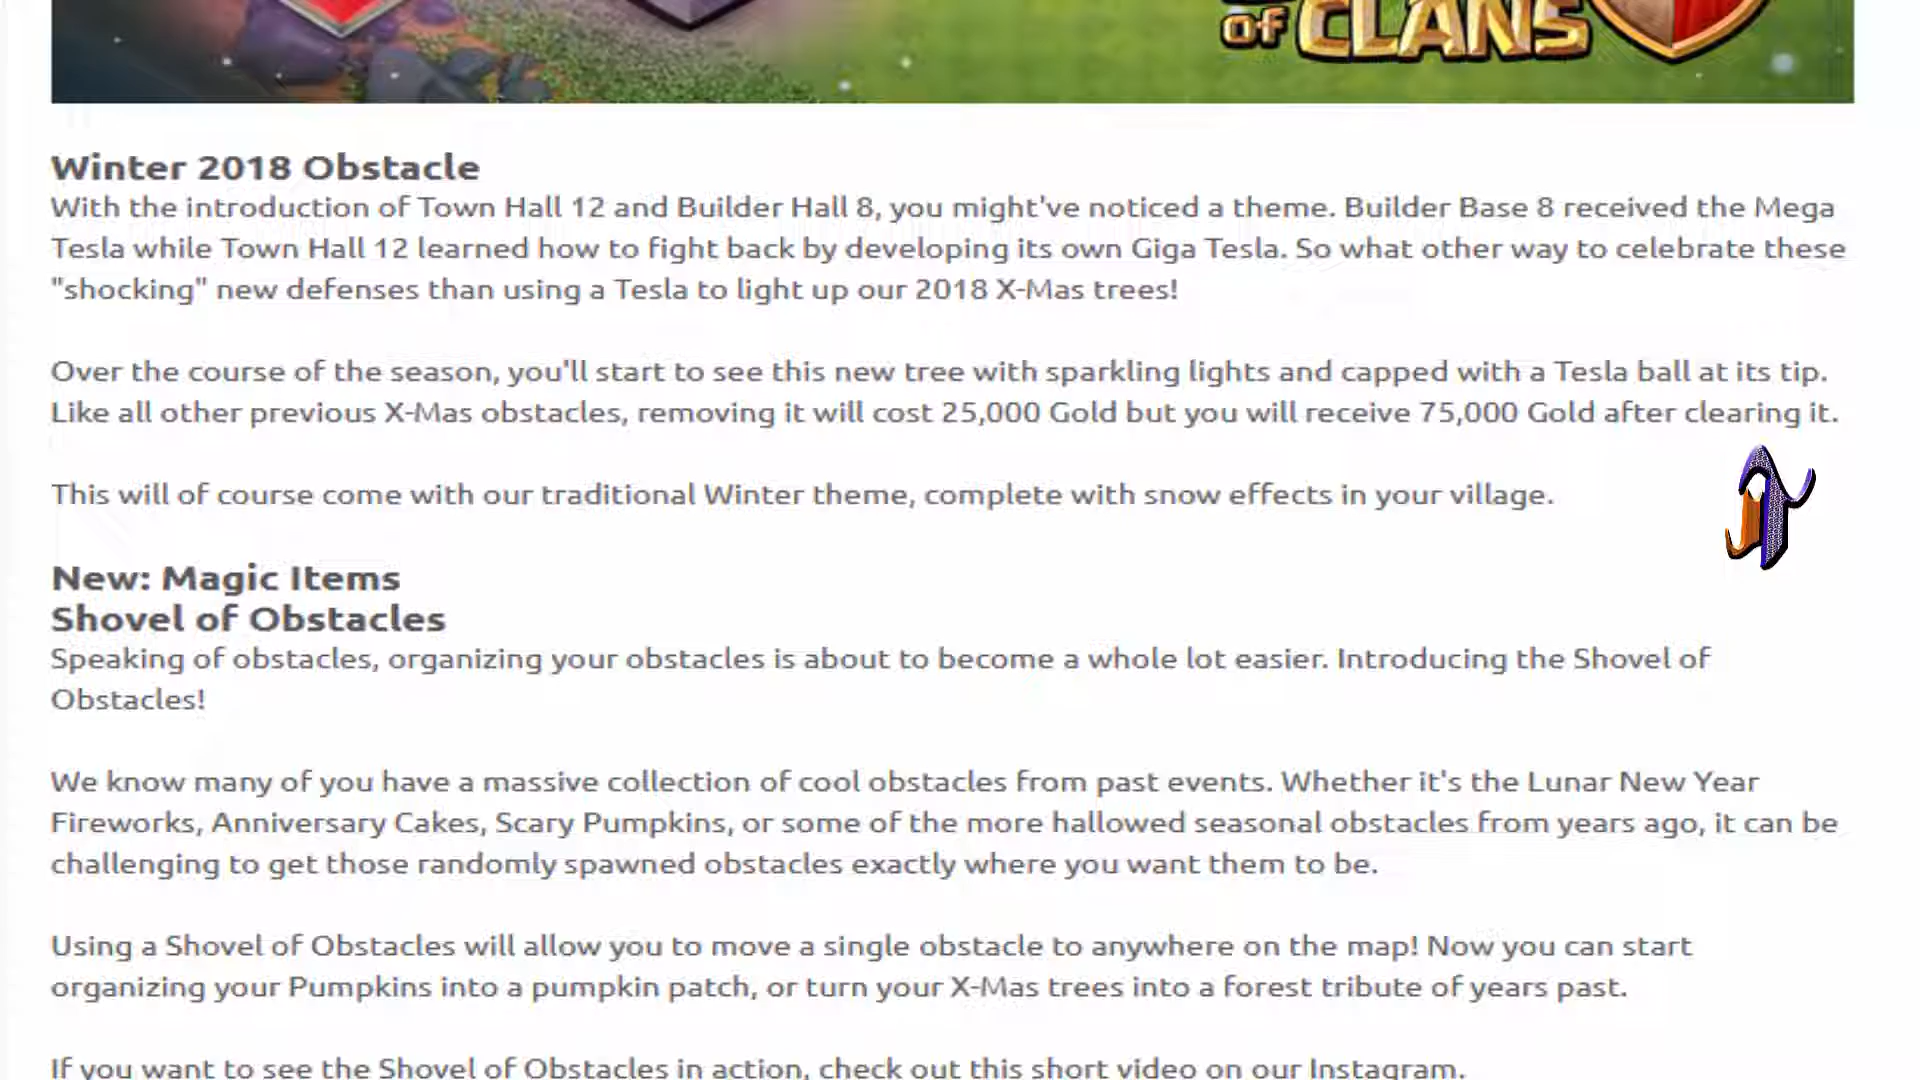 of CLANS
Winter 2018 Obstacle
With the introduction of Town Hall 12 and Builder Hall 8, you might've noticed a theme. Builder Base 8 received the Mega
Tesla while Town Hall 12 learned how to fight back by developing its own Giga Tesla. So what other way to celebrate these
"shocking" new defenses than using a Tesla to light up our 2018 X-Mas trees!
Over the course of the season, you'll start to see this new tree with sparkling lights and capped with a Tesla ball at its tip.
Like all other previous X-Mas obstacles, removing it will cost 25,000 Gold but you will receive 75,000 Gold after clearing it.
This will of course come with our traditional Winter theme, complete with snow effects in your village.
New: Magic Items
Shovel of Obstacles
Speaking of obstacles, organizing your obstacles is about to become a whole lot easier. Introducing the Shovel of
Obstacles!
We know many of you have a massive collection of cool obstacles from past events. Whether it's the Lunar New Year
Fireworks, Anniversary Cakes, Scary Pumpkins, or some of the more hallowed seasonal obstacles from years ago, it can be
challenging to get those randomly spawned obstacles exactly where you want them to be.
Using a Shovel of Obstacles will allow you to move a single obstacle to anywhere on the map! Now you can start
organizing your Pumpkins into a pumpkin patch, or turn your X-Mas trees into a forest tribute of years past.
If you want to see the Shovel of Obstacles in action, check out this short video on our Instagram.